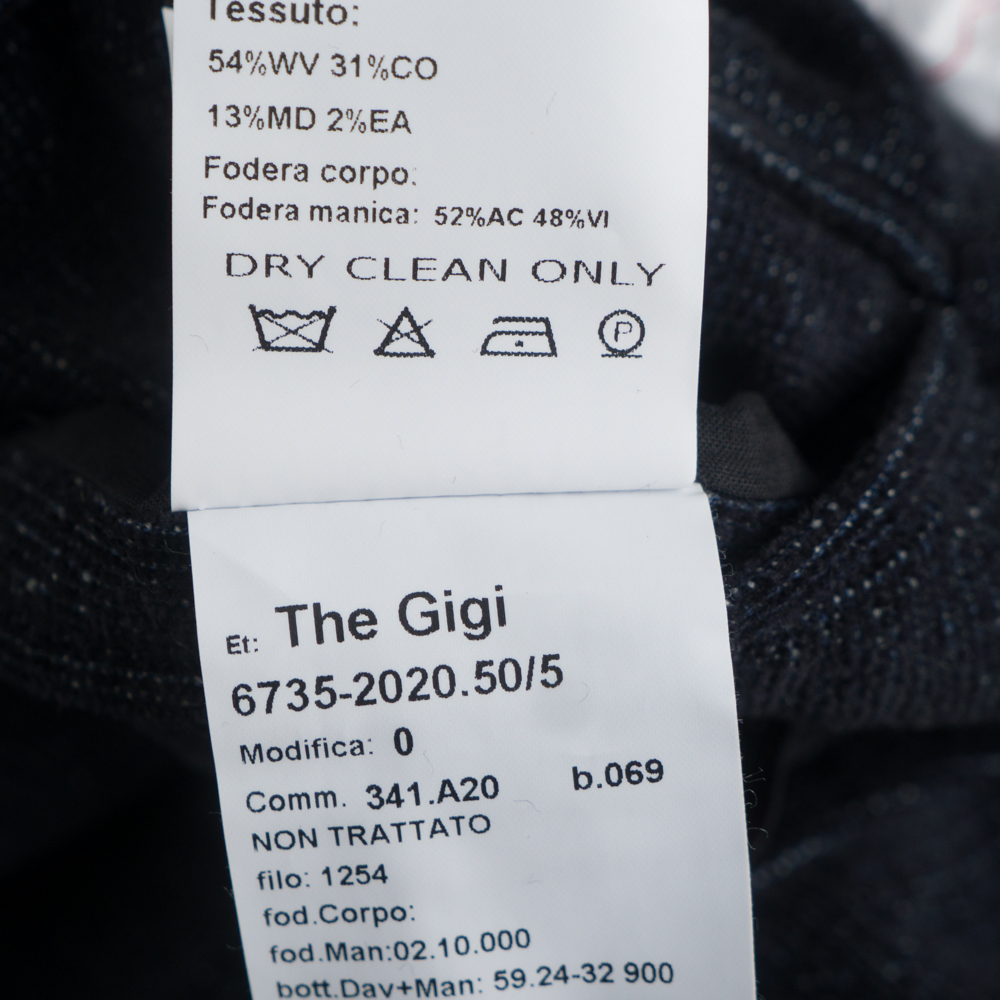 Tessuto:
54%WV 31%CO
13%MD 2%EA
Fodera corpo:
Fodera manica: 52%AC 48%VI
DRY CLEAN ONLY
P
Et: The Gigi
6735-2020.50/5
Modifica: 0
Comm. 341.A20 b.069
NON TRATTATO
filo: 1254
fod.Corpo:
fod.Man:02.10.000
bott.Dav+Man: 59.24-32 900